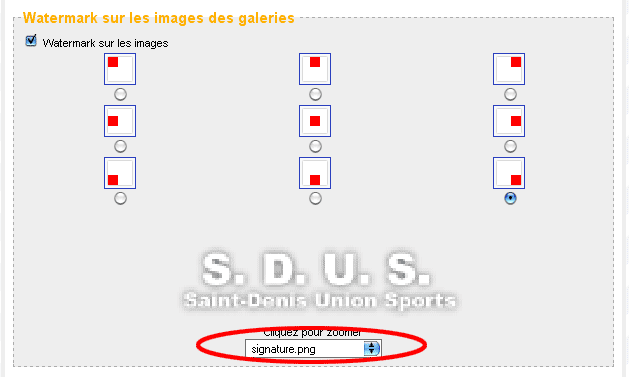 Watermark sur les images des galeries
Watermark sur les images
S. D. U. S.
Saint-Denis Union Sports
Cliquez pour zoomer
signature.png